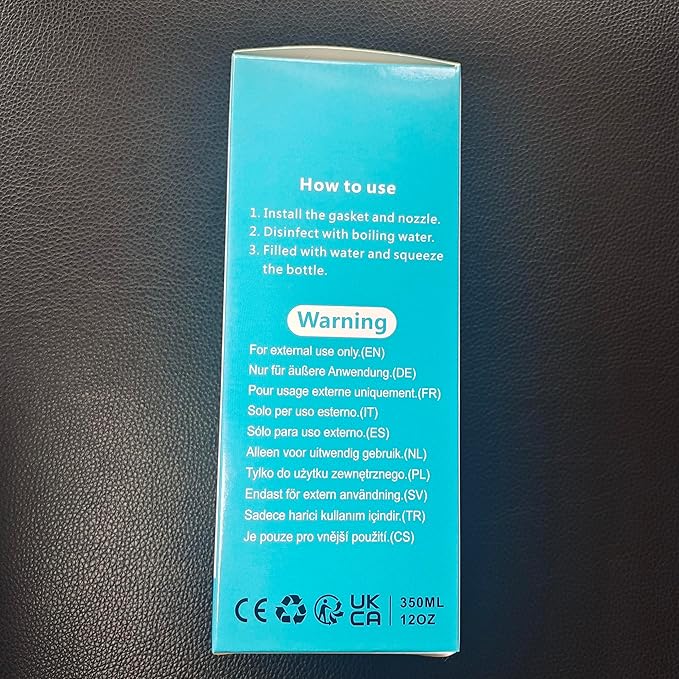 How to use
1. Install the gasket and nozzle.
2. Disinfect with boiling water.
3. Filled with water and squeeze
the bottle.
Warning
For external use only.(EN)
Nur für äußere Anwendung.(DE)
Pour usage externe uniquement.(FR)
Solo per uso esterno.(IT)
Sólo para uso externo.(ES)
Alleen voor uitwendig gebruik.(NL)
Tylko do użytku zewnętrznego.(PL)
Endast för extern användning.(SV)
Sadece harici kullanım içindir.(TR)
Je pouze pro vnější použití.(CS)
CE UK CA 350ML
12OZ